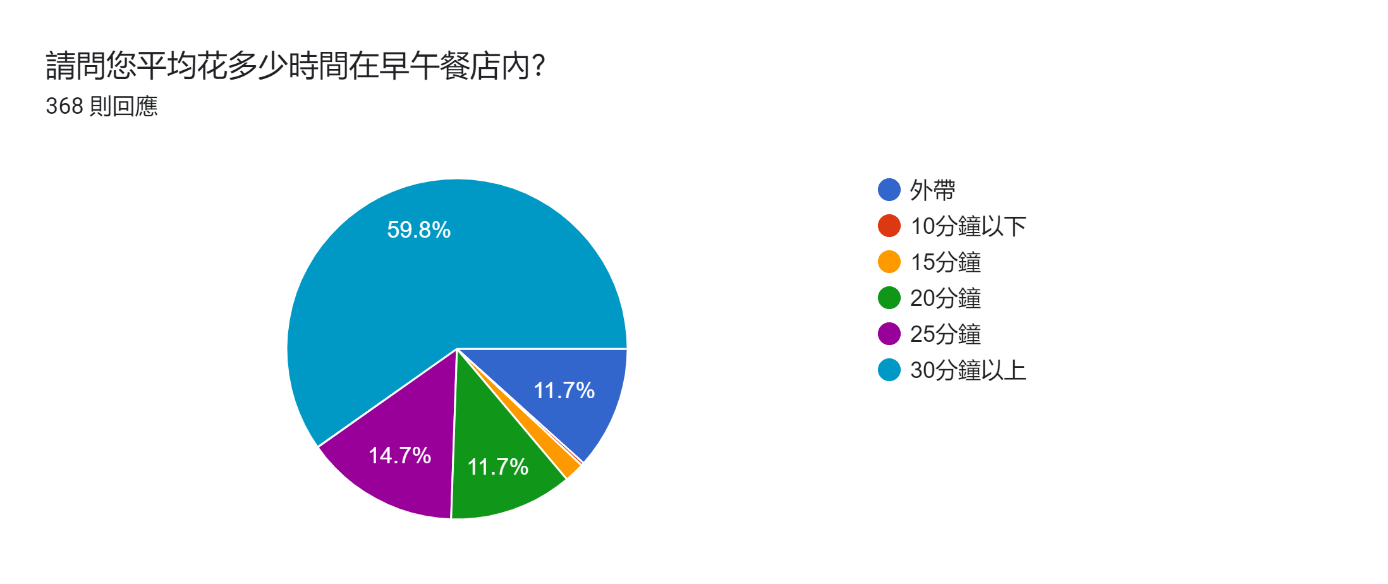 請問您平均花多少時間在早午餐店內?
368 則回應
59.8%
11.7%
14.7%
11.7%
外帶
10分鐘以下
15分鐘
20分鐘
25分鐘
30分鐘以上